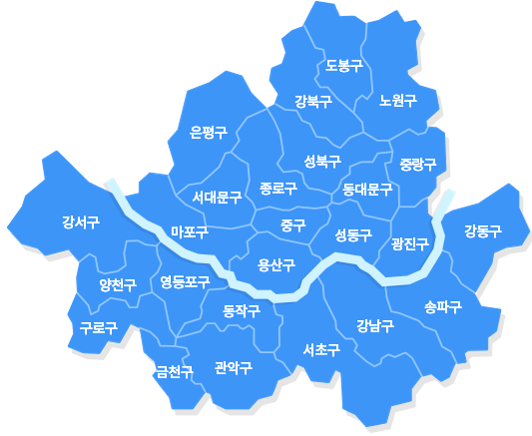 도봉구
강북구
노원구
은평구
성북구
중랑구
종로구
동대문구
서대문구
강서구
마포구
중구
성동구
광진구
강동구
용산구
양천구
영등포구
동작구
송파구
구로구
강남구
서초구
금천구
관악구